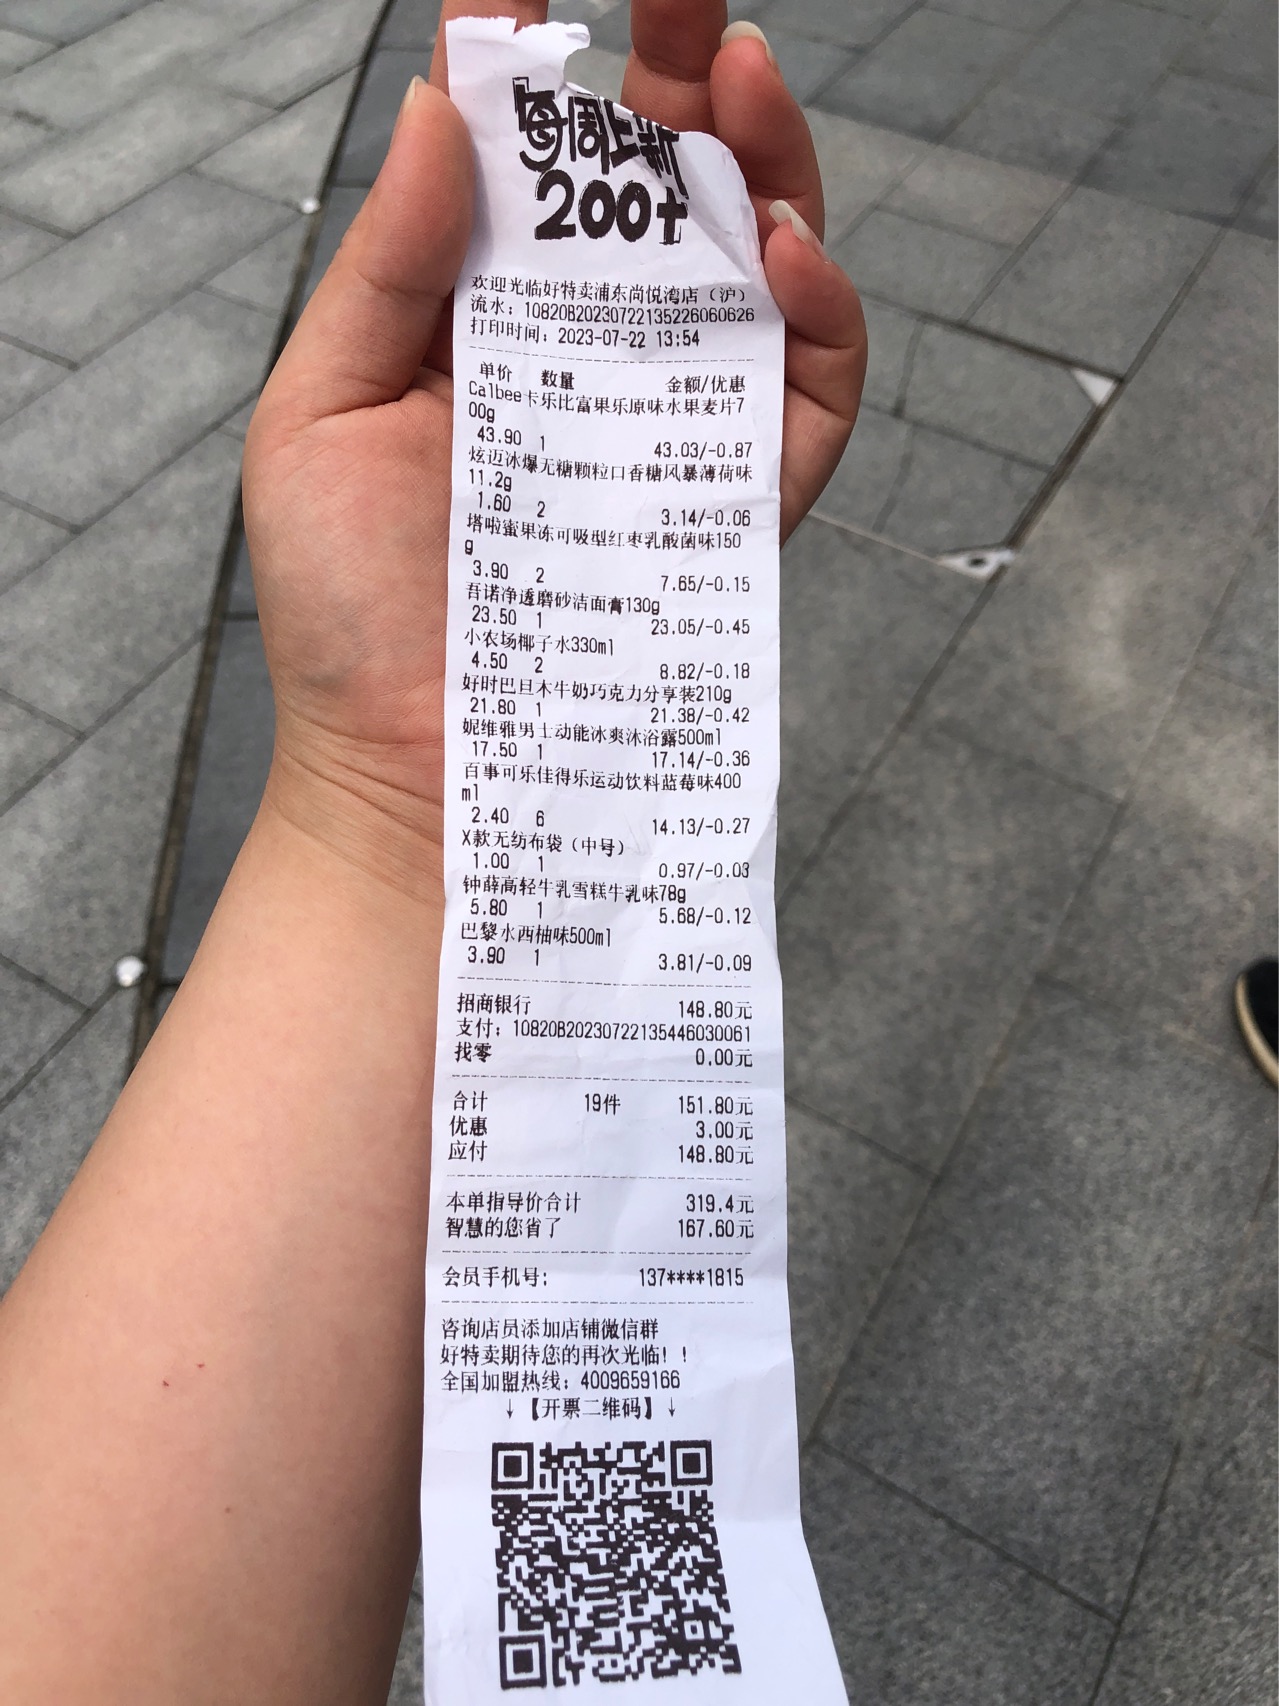 每周上新
200+
欢迎光临好特卖浦东尚悦湾店（沪）
流水：10820B20230722135226060626
打印时间：2023-07-22 13:54
单价 数量 金额/优惠
Calbee卡乐比富果乐原味水果麦片7
00g
43.90 1 43.03/-0.87
炫迈冰爆无糖颗粒口香糖风暴薄荷味
11.2g
1.60 2 3.14/-0.06
塔啦蜜果冻可吸型红枣乳酸菌味150
g
3.90 2 7.65/-0.15
吾诺净透磨砂洁面膏130g
23.50 1 23.05/-0.45
小农场椰子水330ml
4.50 2 8.82/-0.18
好时巴旦木牛奶巧克力分享装210g
21.80 1 21.38/-0.42
妮维雅男士动能冰爽沐浴露500ml
17.50 1 17.14/-0.36
百事可乐佳得乐运动饮料蓝莓味400
ml
2.40 6 14.13/-0.27
X款无纺布袋（中号）
1.00 1 0.97/-0.03
钟薛高轻牛乳雪糕牛乳味78g
5.80 1 5.68/-0.12
巴黎水西柚味500ml
3.90 1 3.81/-0.09
招商银行 148.80元
支付：10820B20230722135446030061
找零 0.00元
合计 19件 151.80元
优惠 3.00元
应付 148.80元
本单指导价合计 319.4元
智慧的您省了 167.60元
会员手机号: 137****1815
咨询店员添加店铺微信群
好特卖期待您的再次光临！！
全国加盟热线：4009659166
↓【开票二维码】↓